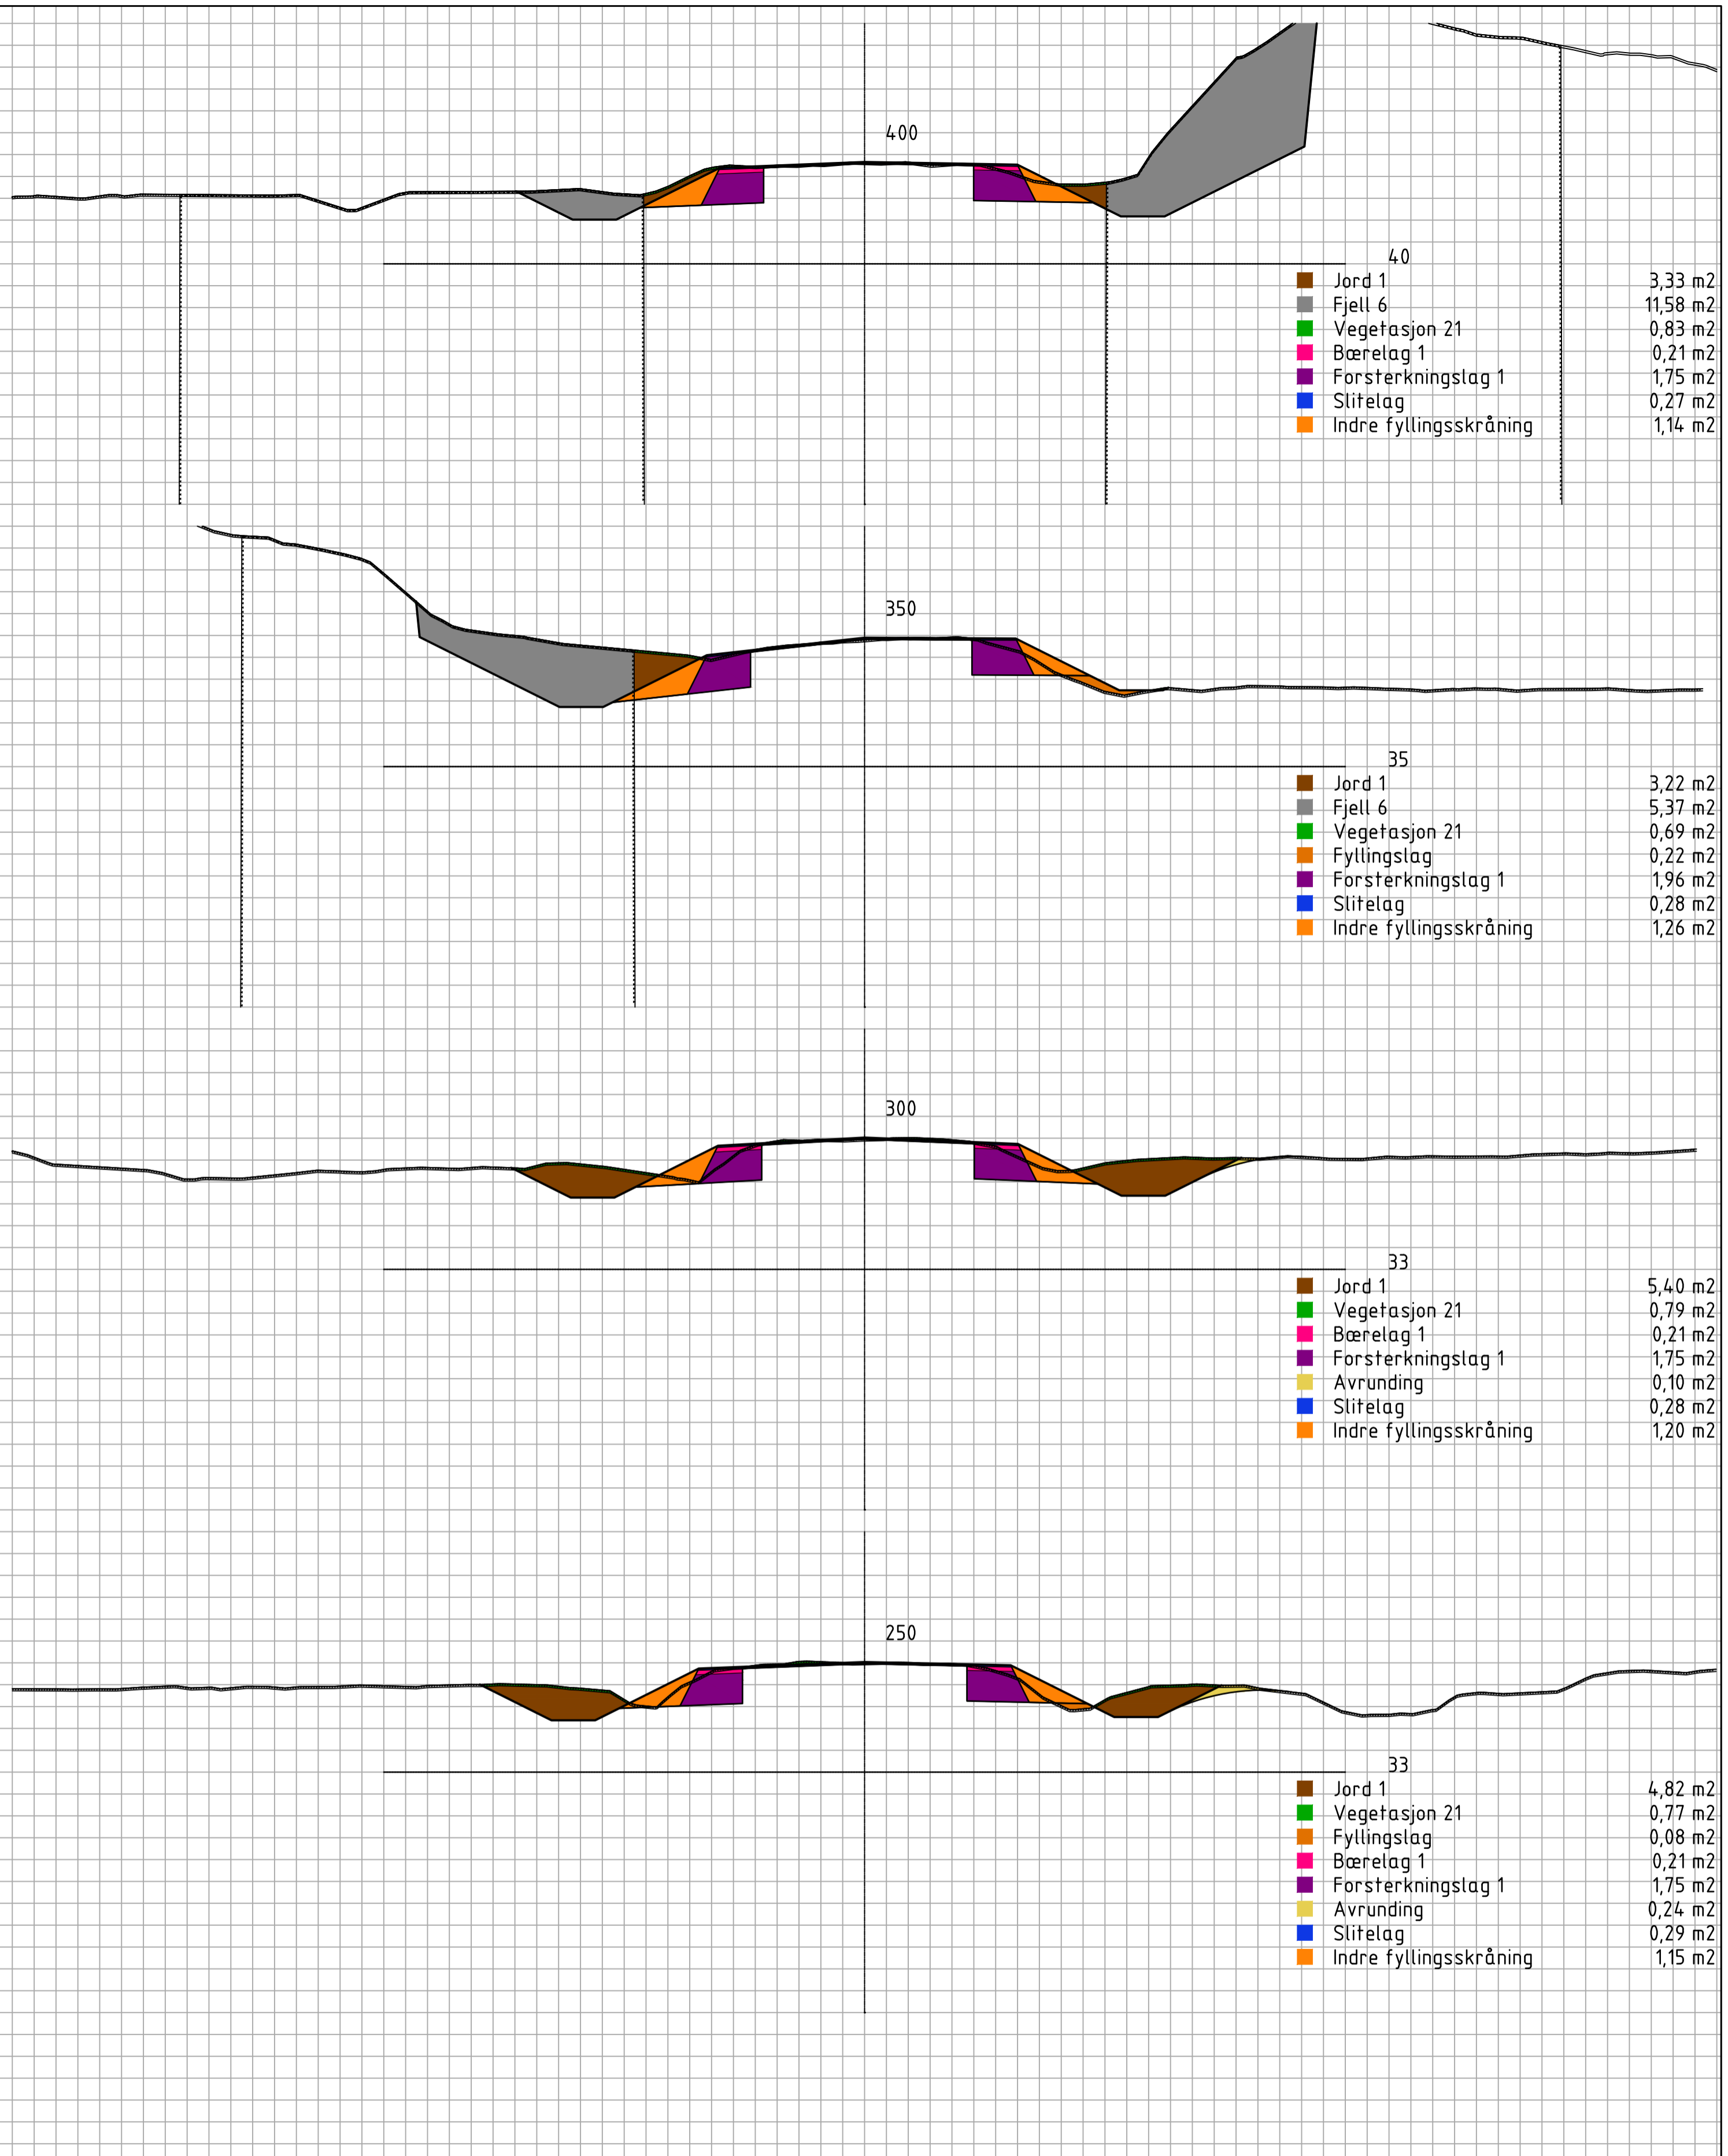 400
40
Jord 1 3,33 m2
Fjell 6 11,58 m2
Vegetasjon 21 0,83 m2
Bærelag 1 0,21 m2
Forsterkningslag 1 1,75 m2
Slitelag 0,27 m2
Indre fyllingsskråning 1,14 m2
350
35
Jord 1 3,22 m2
Fjell 6 5,37 m2
Vegetasjon 21 0,69 m2
Fyllingslag 0,22 m2
Forsterkningslag 1 1,96 m2
Slitelag 0,28 m2
Indre fyllingsskråning 1,26 m2
300
33
Jord 1 5,40 m2
Vegetasjon 21 0,79 m2
Bærelag 1 0,21 m2
Forsterkningslag 1 1,75 m2
Avrunding 0,10 m2
Slitelag 0,28 m2
Indre fyllingsskråning 1,20 m2
250
33
Jord 1 4,82 m2
Vegetasjon 21 0,77 m2
Fyllingslag 0,08 m2
Bærelag 1 0,21 m2
Forsterkningslag 1 1,75 m2
Avrunding 0,24 m2
Slitelag 0,29 m2
Indre fyllingsskråning 1,15 m2